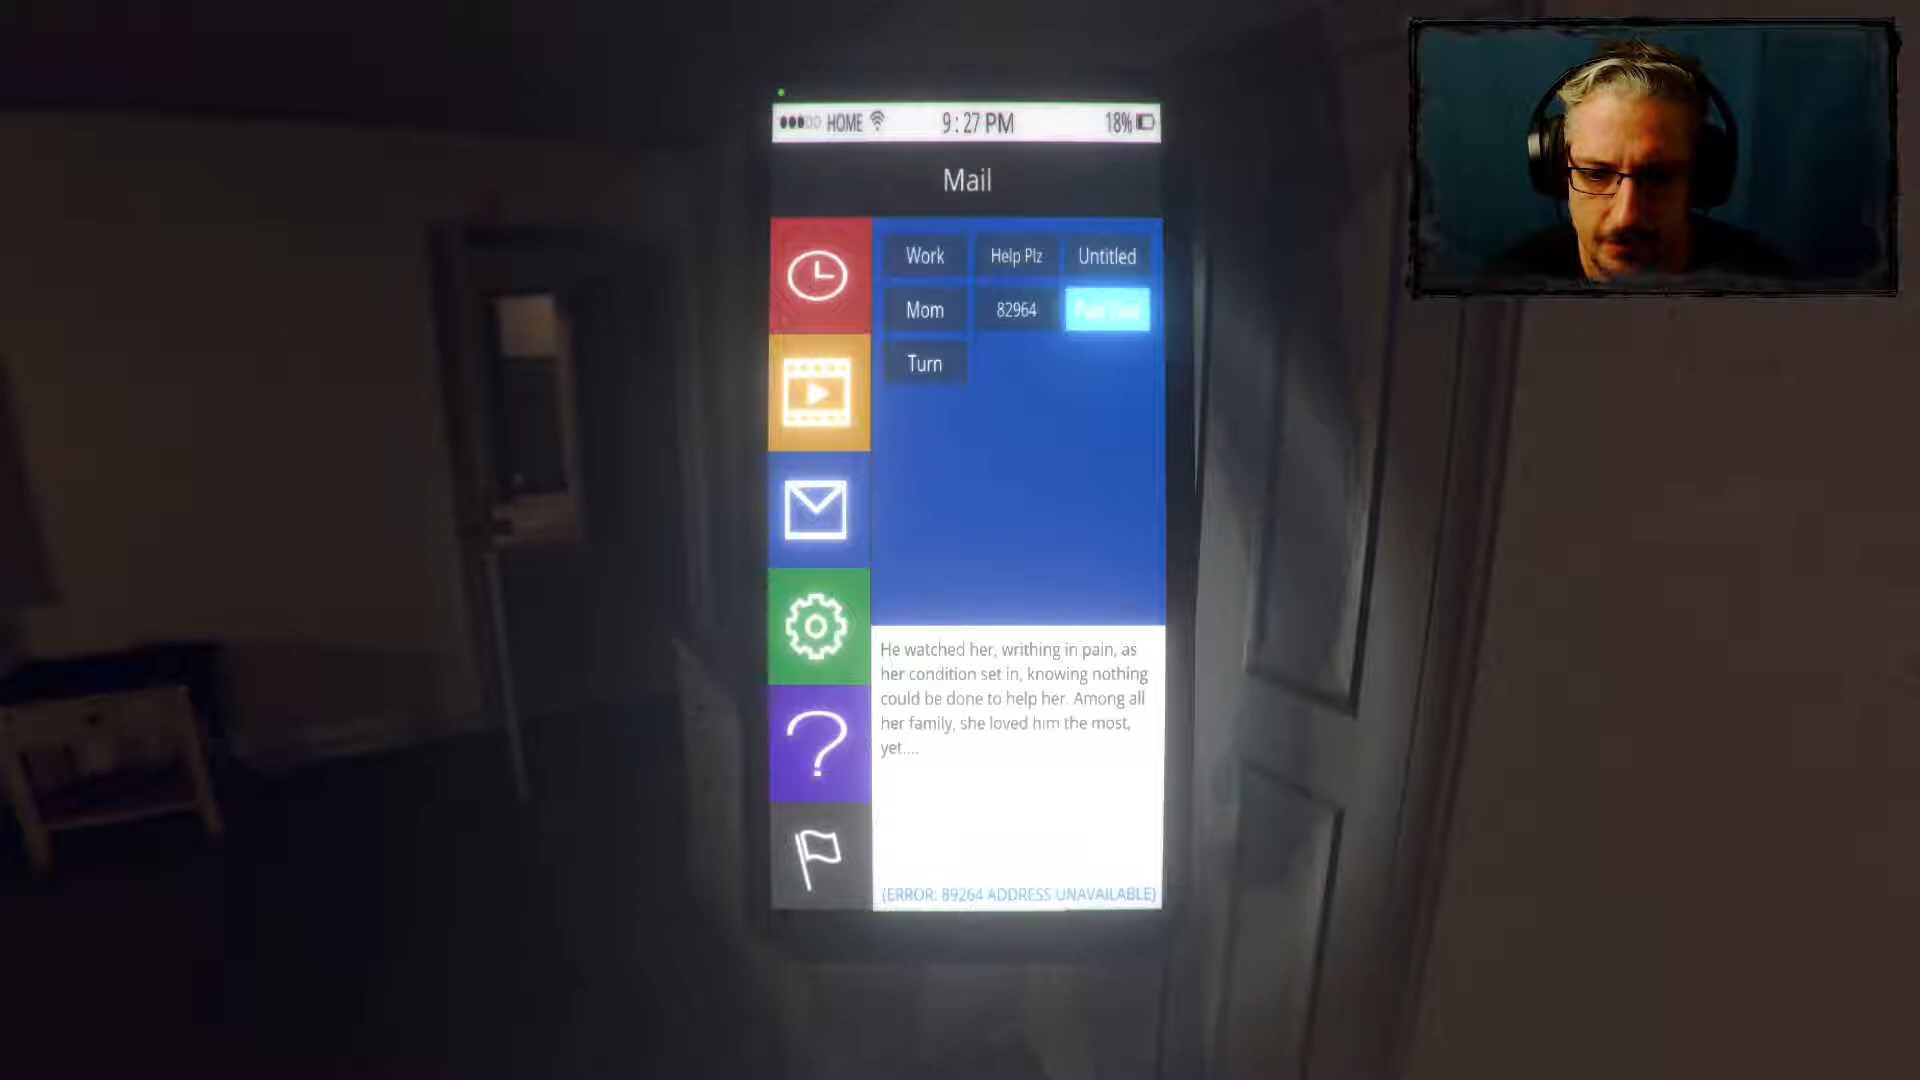 HOME 9:27 PM 18%
Mail
Work Help Plz Untitled
Mom 82964
Turn
He watched her, writhing in pain, as
her condition set in, knowing nothing
could be done to help her. Among all
her family, she loved him the most,
yet....
(ERROR: 89264 ADDRESS UNAVAILABLE)